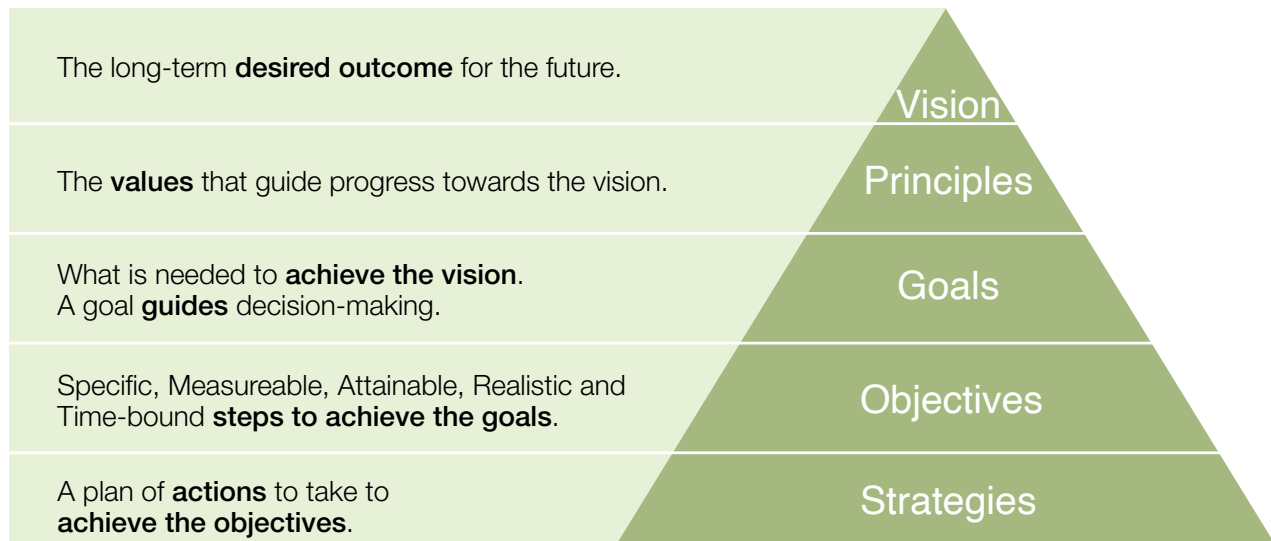 The long-term desired outcome for the future.
Vision
The values that guide progress towards the vision.
Principles
What is needed to achieve the vision.
A goal guides decision-making.
Goals
Specific, Measureable, Attainable, Realistic and
Time-bound steps to achieve the goals.
Objectives
A plan of actions to take to
achieve the objectives.
Strategies